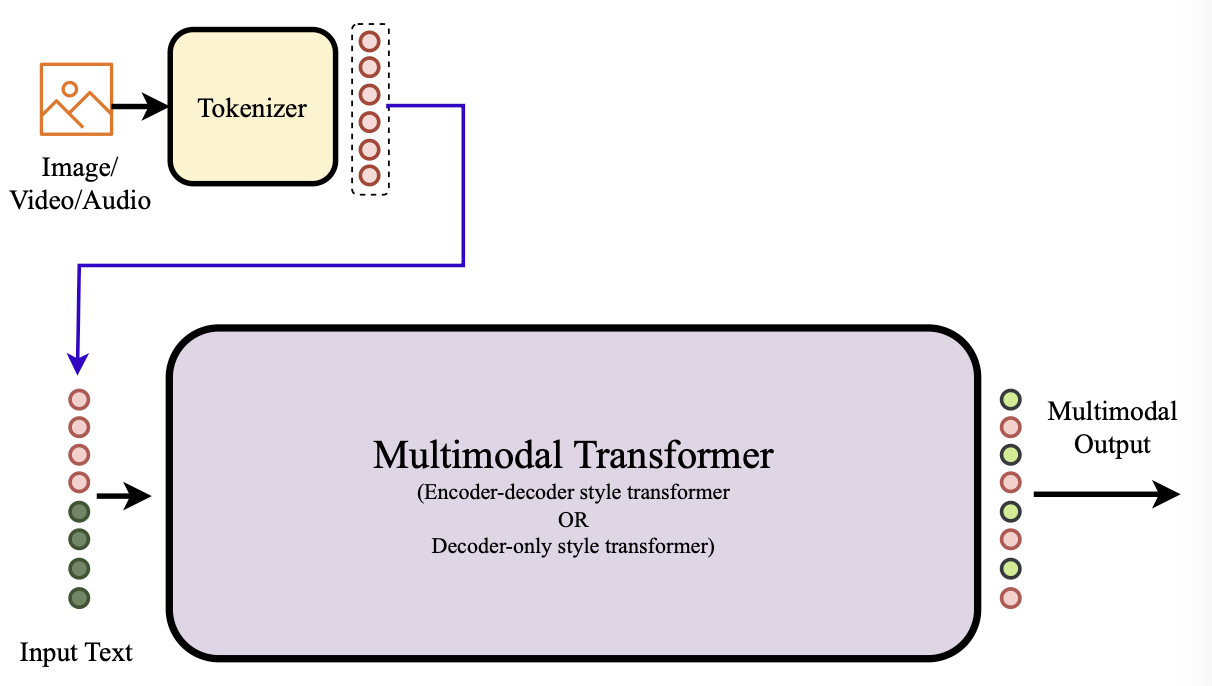 Tokenizer
Image/
Video/Audio
Multimodal Transformer
(Encoder-decoder style transformer
OR
Decoder-only style transformer)
Multimodal
Output
Input Text